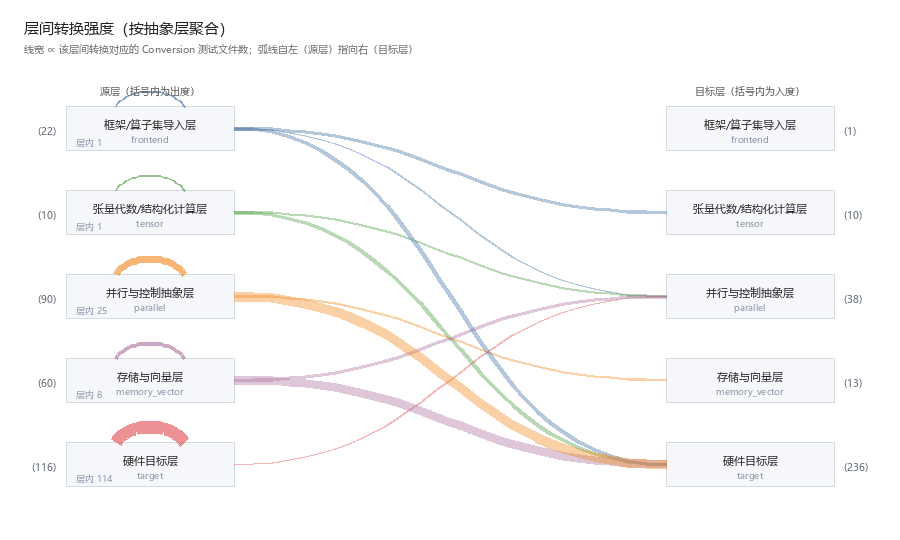 层间转换强度（按抽象层聚合）
线宽 ∝ 该层间转换对应的 Conversion 测试文件数；弧线自左（源层）指向右（目标层）
源层（括号内为出度）
目标层（括号内为入度）
(22)
框架/算子集导入层
frontend
层内 1
框架/算子集导入层
frontend
(1)
(10)
张量代数/结构化计算层
tensor
层内 1
张量代数/结构化计算层
tensor
(10)
(90)
并行与控制抽象层
parallel
层内 25
并行与控制抽象层
parallel
(38)
(60)
存储与向量层
memory_vector
层内 8
存储与向量层
memory_vector
(13)
(116)
硬件目标层
target
层内 114
硬件目标层
target
(236)